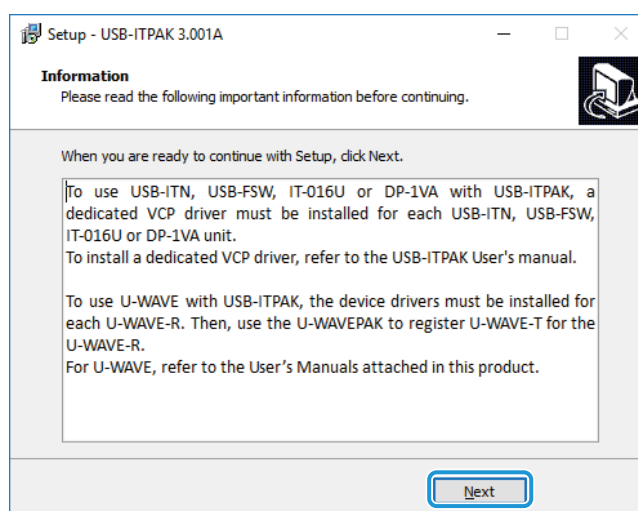 Setup - USB-ITPAK 3.001A
Information
Please read the following important information before continuing.
When you are ready to continue with Setup, click Next.
To use USB-ITN, USB-FSW, IT-016U or DP-1VA with USB-ITPAK, a
dedicated VCP driver must be installed for each USB-ITN, USB-FSW,
IT-016U or DP-1VA unit.
To install a dedicated VCP driver, refer to the USB-ITPAK User's manual.
To use U-WAVE with USB-ITPAK, the device drivers must be installed for
each U-WAVE-R. Then, use the U-WAVEPAK to register U-WAVE-T for the
U-WAVE-R.
For U-WAVE, refer to the User’s Manuals attached in this product.
Next